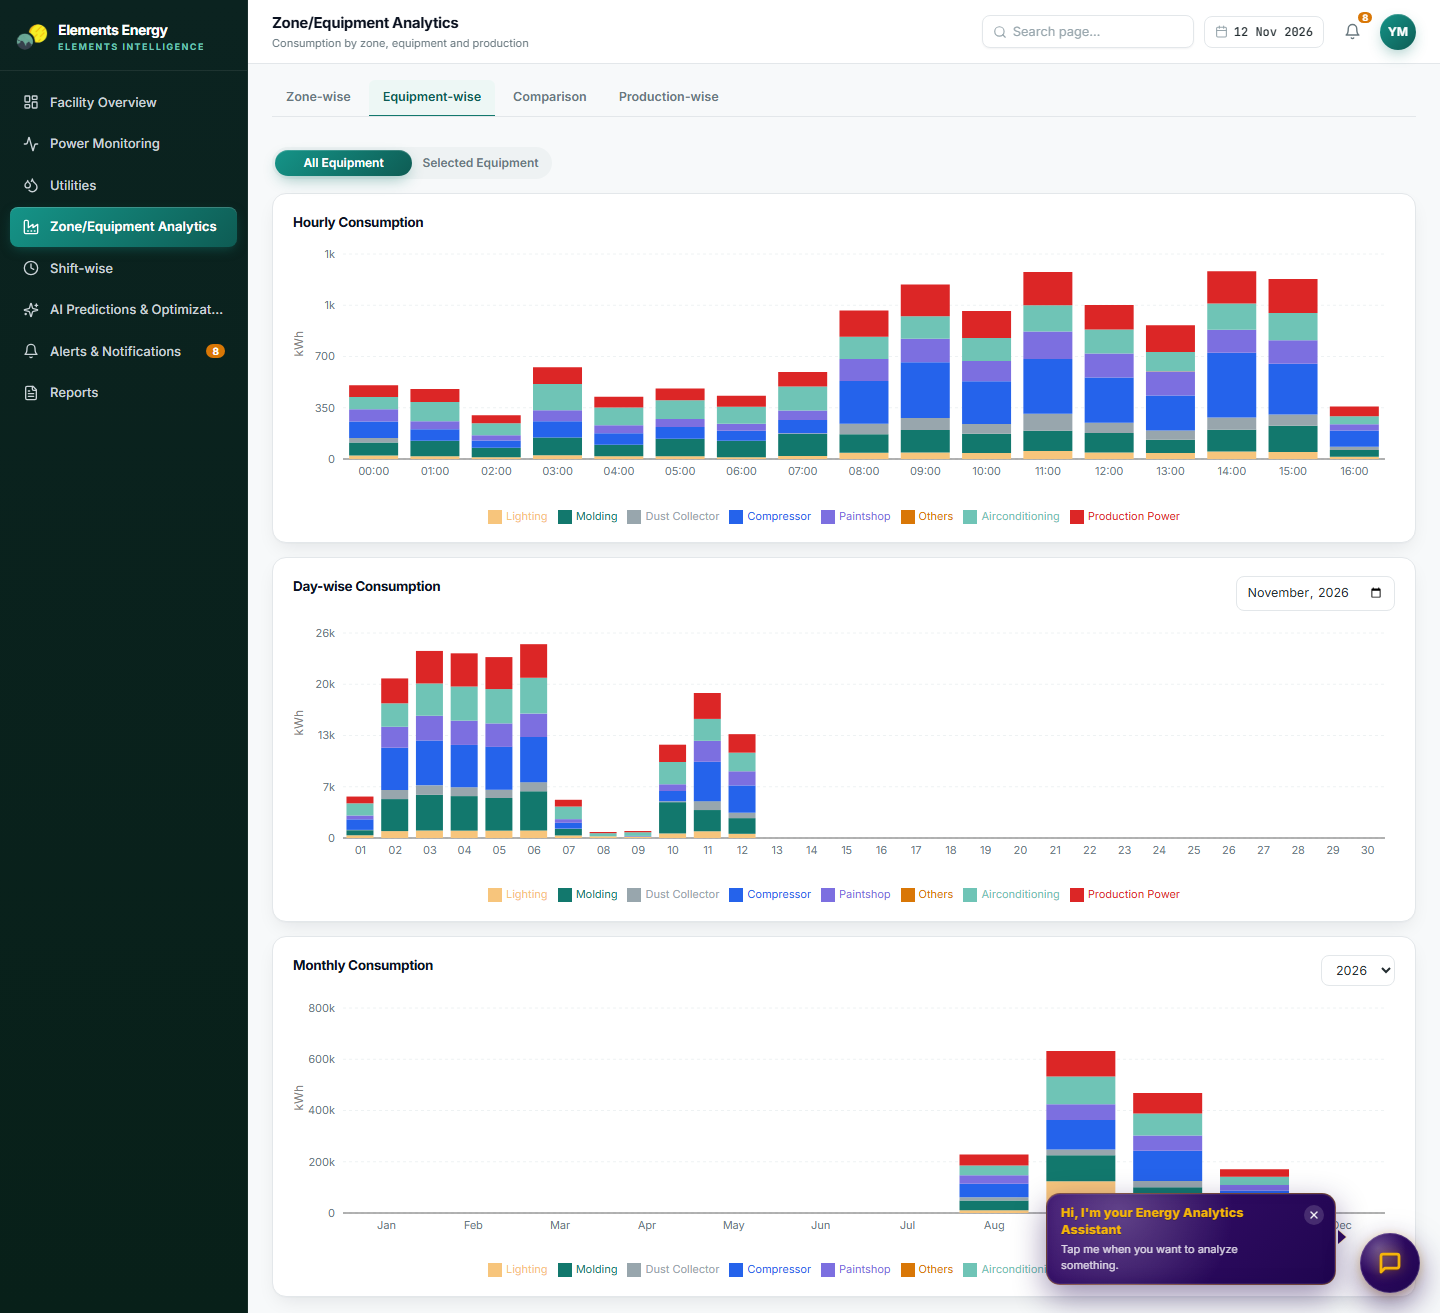 Elements Energy
ELEMENTS INTELLIGENCE
Facility Overview
Power Monitoring
Utilities
Zone/Equipment Analytics
Shift-wise
AI Predictions & Optimizat...
Alerts & Notifications 8
Reports
Zone/Equipment Analytics
Consumption by zone, equipment and production
Search page...
12 Nov 2026
8
YM
Zone-wise Equipment-wise Comparison Production-wise
All Equipment Selected Equipment
Hourly Consumption
1k
1k
700
350
0
kWh
00:00 01:00 02:00 03:00 04:00 05:00 06:00 07:00 08:00 09:00 10:00 11:00 12:00 13:00 14:00 15:00 16:00
Lighting Molding Dust Collector Compressor Paintshop Others Airconditioning Production Power
Day-wise Consumption
November, 2026
26k
20k
13k
7k
0
kWh
01 02 03 04 05 06 07 08 09 10 11 12 13 14 15 16 17 18 19 20 21 22 23 24 25 26 27 28 29 30
Lighting Molding Dust Collector Compressor Paintshop Others Airconditioning Production Power
Monthly Consumption
2026
800k
600k
400k
200k
0
kWh
Jan Feb Mar Apr May Jun Jul Aug
Lighting Molding Dust Collector Compressor Paintshop Others
Hi, I'm your Energy Analytics
Assistant
Tap me when you want to analyze
something.